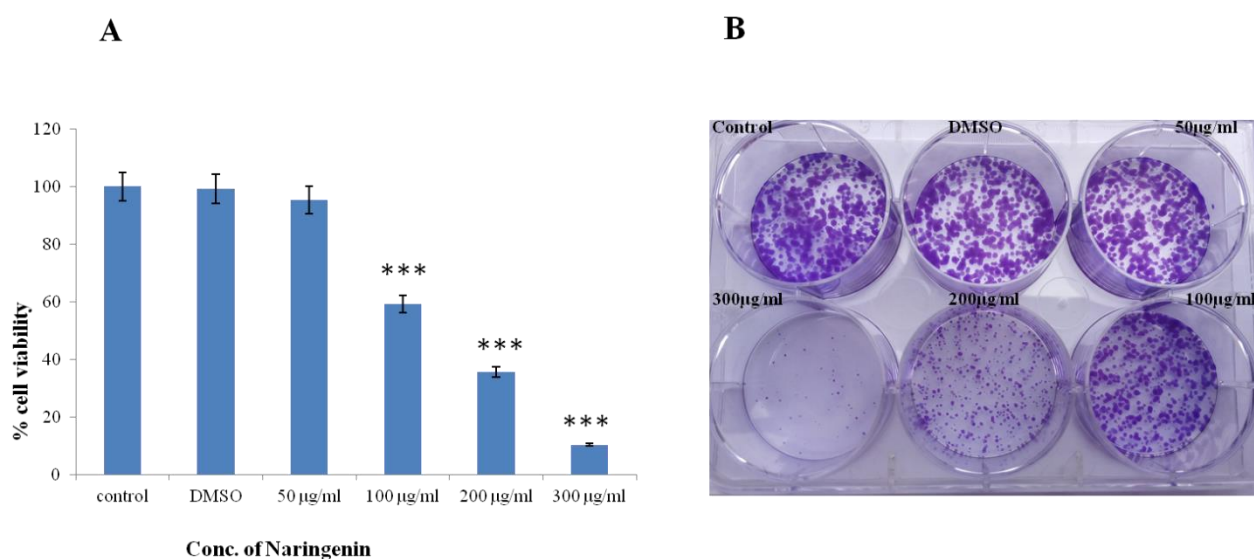 A
120
100
80
60
40
20
0
% cell viability
***
***
***
control DMSO 50 µg/ml 100 µg/ml 200 µg/ml 300 µg/ml
Conc. of Naringenin
B
Control DMSO 50µg/ml
300µg/ml 200µg/ml 100µg/ml